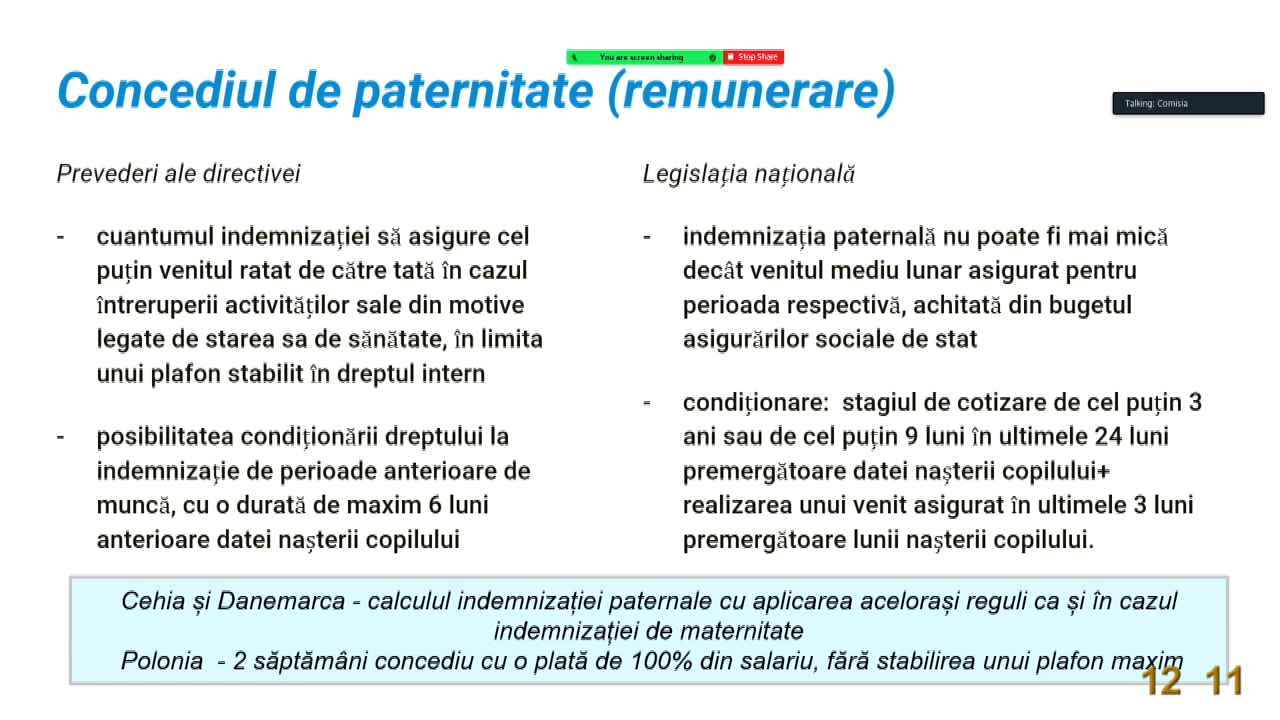 You are screen sharing
Stop Share
Concediul de paternitate (remunerare)
Talking: Comisia
Prevederi ale directivei
- cuantumul indemnizației să asigure cel
puțin venitul ratat de către tată în cazul
întreruperii activităților sale din motive
legate de starea sa de sănătate, în limita
unui plafon stabilit în dreptul intern
- posibilitatea condiționării dreptului la
indemnizație de perioade anterioare de
muncă, cu o durată de maxim 6 luni
anterioare datei nașterii copilului
Legislația națională
- indemnizația paternală nu poate fi mai mică
decât venitul mediu lunar asigurat pentru
perioada respectivă, achitată din bugetul
asigurărilor sociale de stat
- condiționare:  stagiul de cotizare de cel puțin 3
ani sau de cel puțin 9 luni în ultimele 24 luni
premergătoare datei nașterii copilului+
realizarea unui venit asigurat în ultimele 3 luni
premergătoare lunii nașterii copilului.
Cehia și Danemarca - calculul indemnizației paternale cu aplicarea acelorași reguli ca și în cazul
indemnizației de maternitate
Polonia  - 2 săptămâni concediu cu o plată de 100% din salariu, fără stabilirea unui plafon maxim
12 11